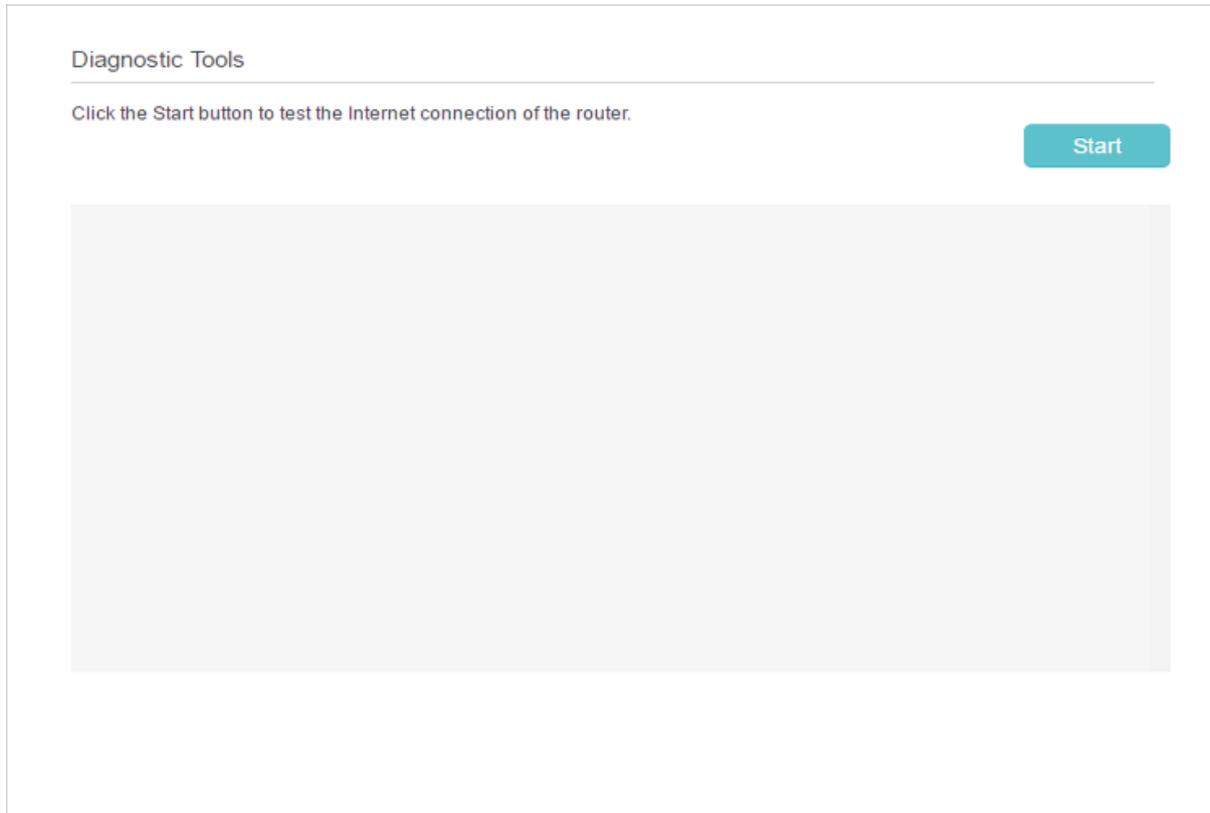 Diagnostic Tools
Click the Start button to test the Internet connection of the router.
Start